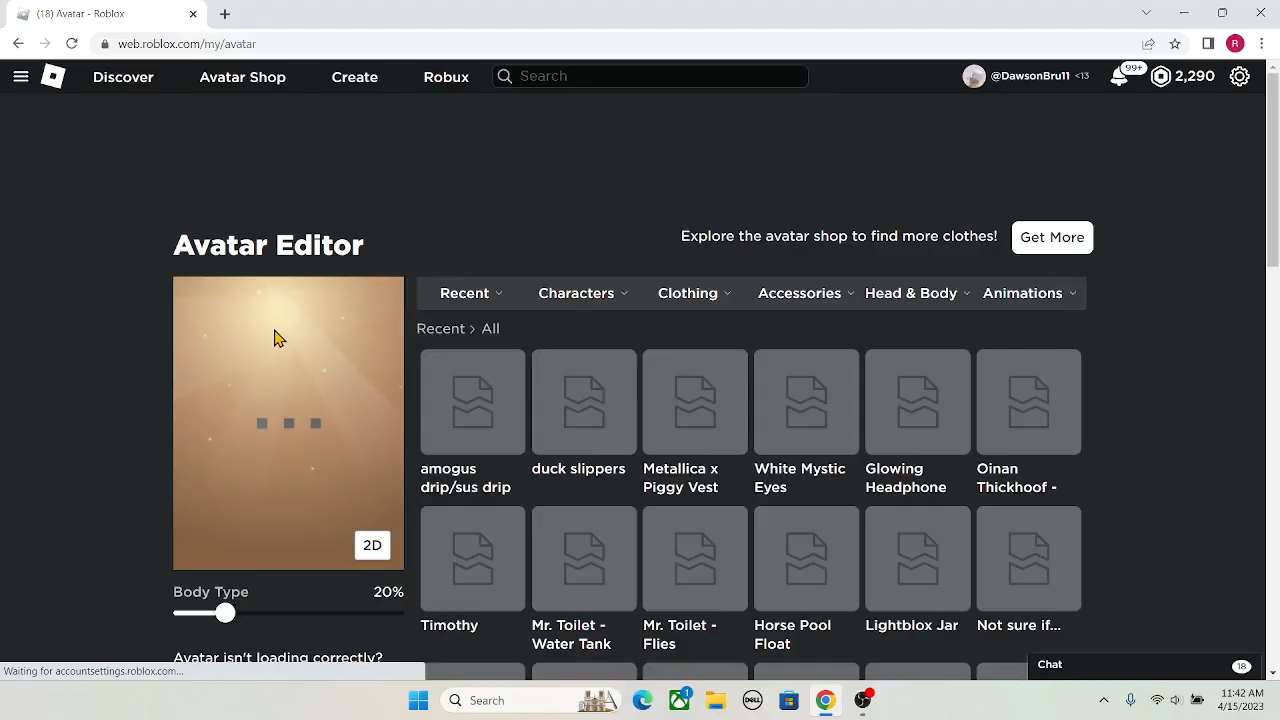 (18) Avatar - Roblox
web.roblox.com/my/avatar
R
Discover
Avatar Shop
Create
Robux
Search
@DawsonBru11 <13
99+
2,290
Avatar Editor
Explore the avatar shop to find more clothes!
Get More
Recent
Characters
Clothing
Accessories
Head & Body
Animations
Recent > All
2D
amogus
drip/sus drip
duck slippers
Metallica x
Piggy Vest
White Mystic
Eyes
Glowing
Headphone
Oinan
Thickhoof -
Timothy
Mr. Toilet -
Water Tank
Mr. Toilet -
Flies
Horse Pool
Float
Lightblox Jar
Not sure if...
Body Type 20%
Avatar isn't loading correctly?
Waiting for accountsettings.roblox.com...
Chat
18
Search
DELL
1
11:42 AM
4/15/2023